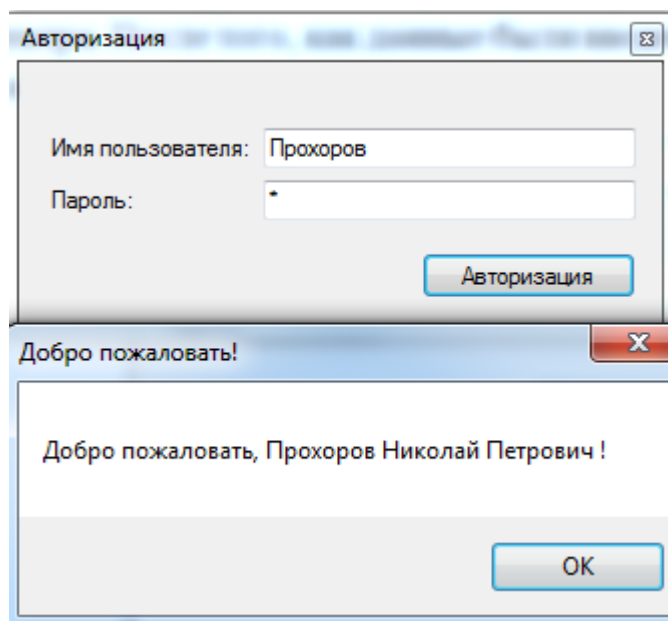 Авторизация
Имя пользователя: Прохоров
Пароль: *
Авторизация
Добро пожаловать!
Добро пожаловать, Прохоров Николай Петрович !
OK